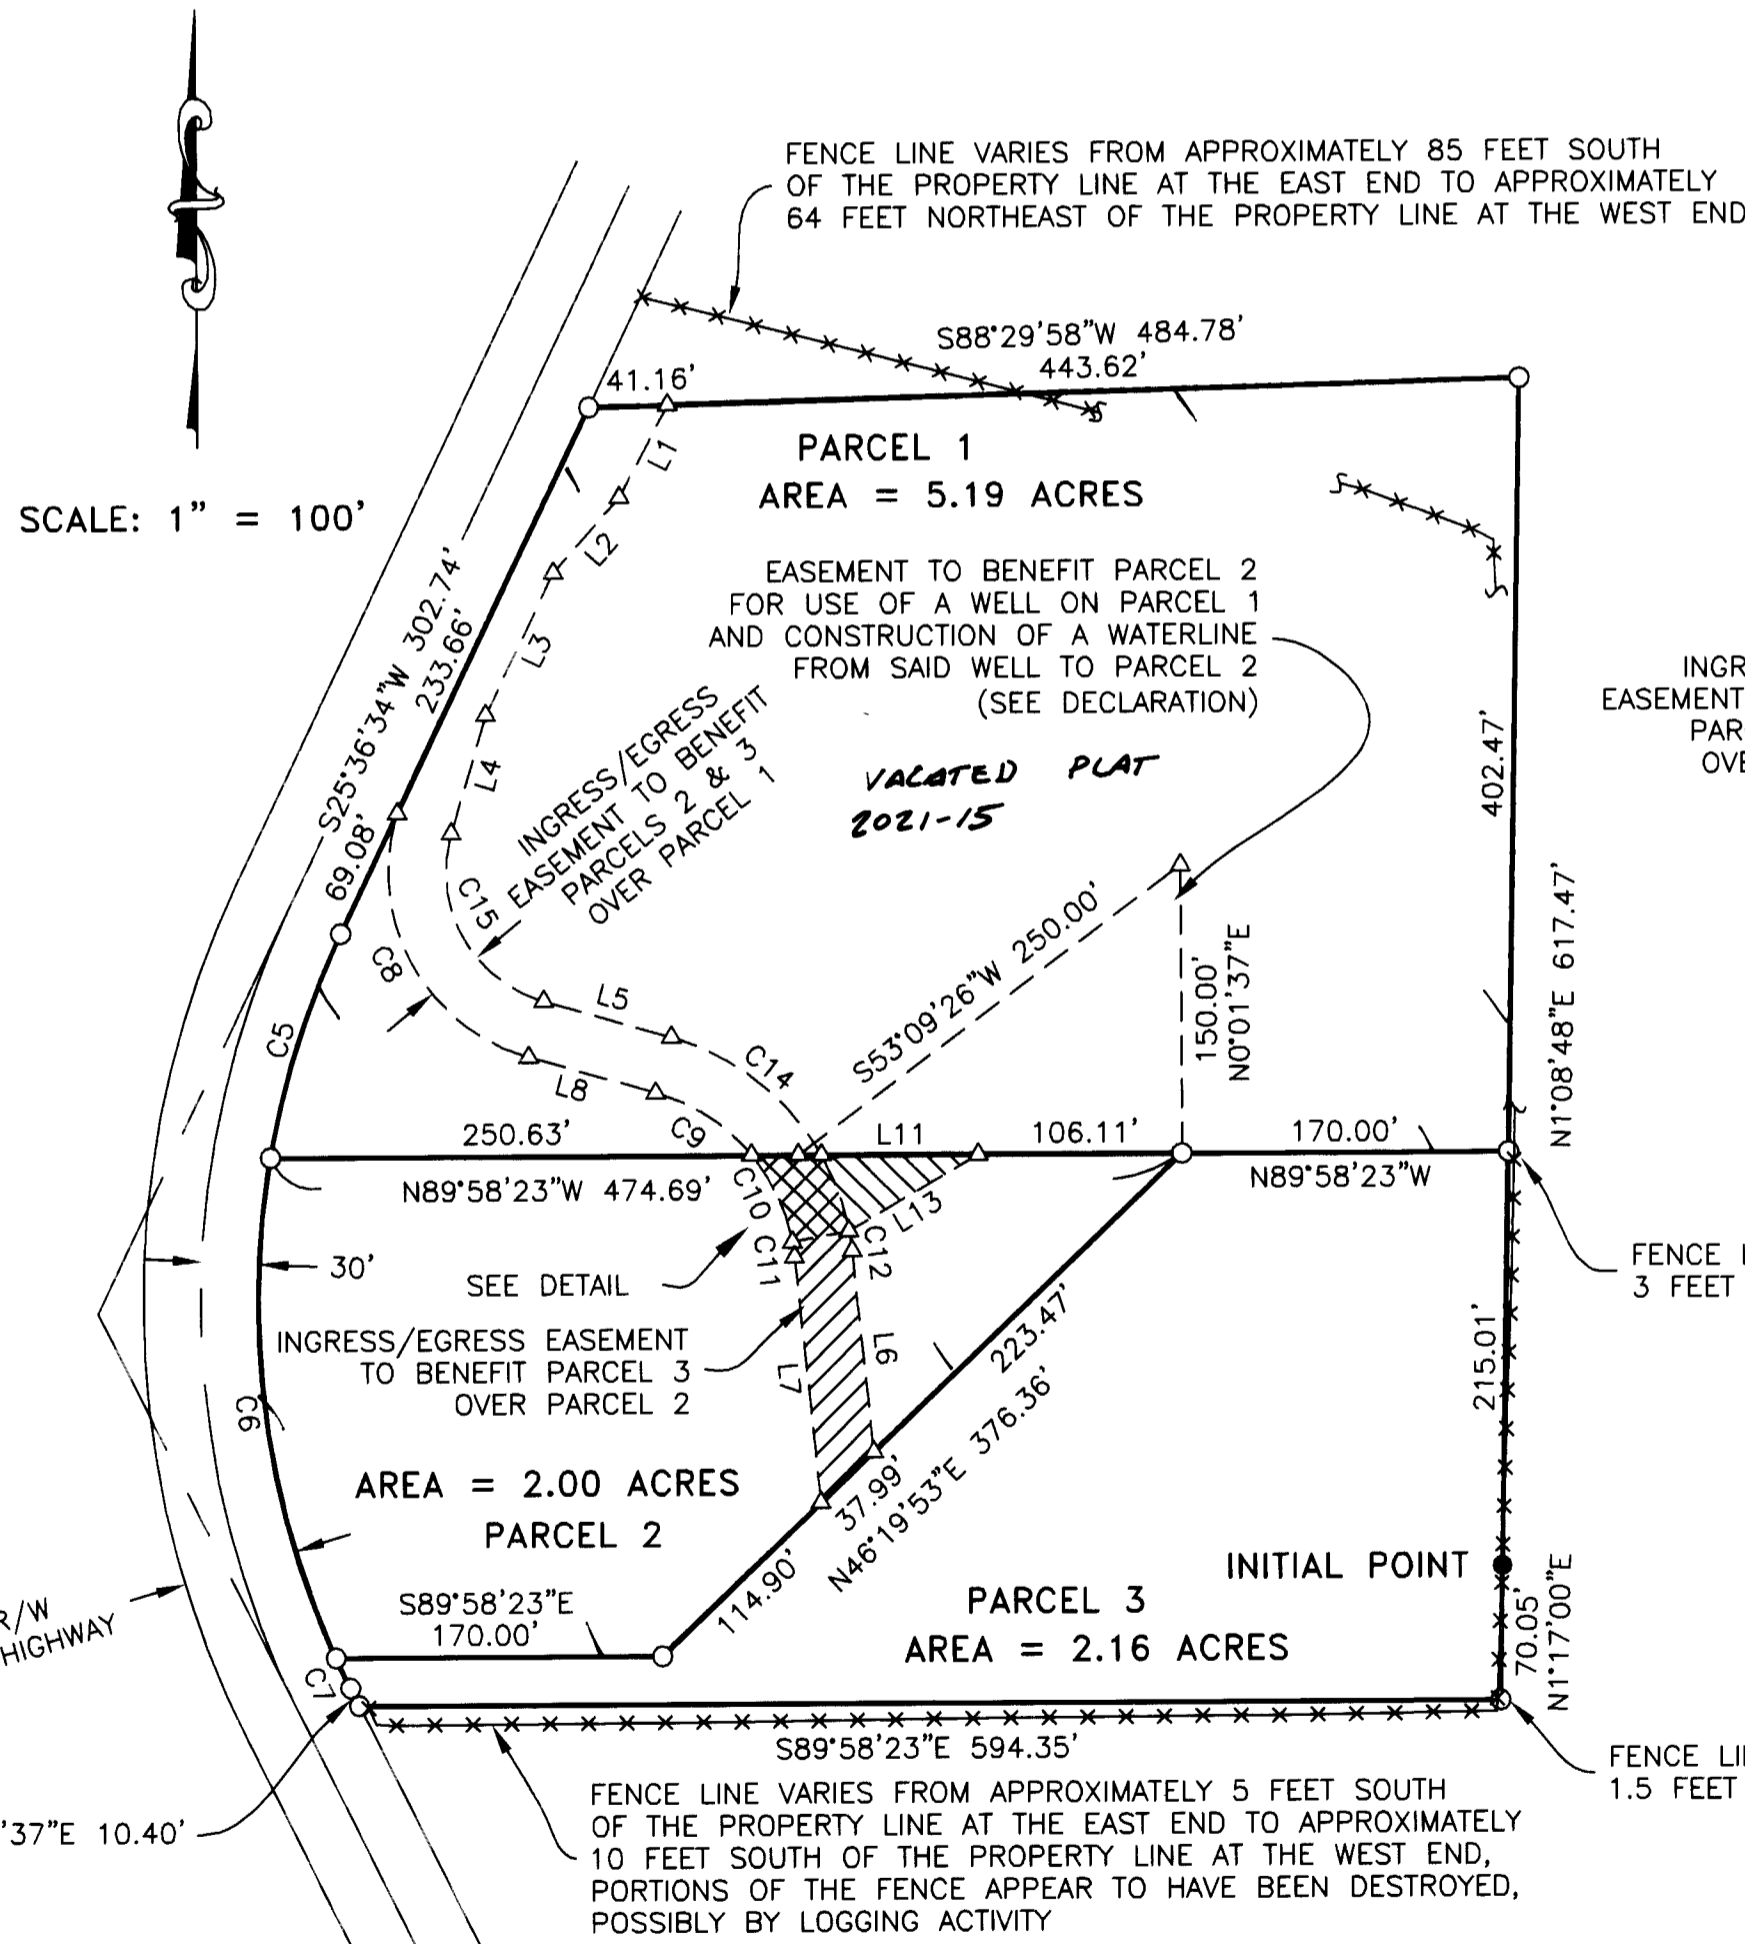 FENCE LINE VARIES FROM APPROXIMATELY 85 FEET SOUTH
OF THE PROPERTY LINE AT THE EAST END TO APPROXIMATELY
64 FEET NORTHEAST OF THE PROPERTY LINE AT THE WEST END
S88°29'58"W 484.78'
443.62'
41.16'
L1
PARCEL 1
AREA = 5.19 ACRES
SCALE: 1" = 100'
L2
S25°36'34"W 302.74'
233.66'
69.08'
L3
L4
EASEMENT TO BENEFIT PARCEL 2
FOR USE OF A WELL ON PARCEL 1
AND CONSTRUCTION OF A WATERLINE
FROM SAID WELL TO PARCEL 2
(SEE DECLARATION)
INGR
EASEMENT
PAR
OVE
INGRESS/EGRESS
EASEMENT TO BENEFIT
PARCELS 2 & 3
OVER PARCEL 1
VACATED PLAT
2021-15
402.47'
N1°08'48"E 617.47'
C15
C8
L5
S53°09'26"W 250.00'
150.00'
N0°01'37"E
C5
C14
L8
C9
250.63'
L11
106.11'
170.00'
N89°58'23"W 474.69'
N89°58'23"W
C10
L13
C11
C12
30'
SEE DETAIL
FENCE
3 FEET
INGRESS/EGRESS EASEMENT
TO BENEFIT PARCEL 3
OVER PARCEL 2
L7
L6
223.47'
215.01'
C6
N46°19'53"E 376.36'
37.99'
114.90'
AREA = 2.00 ACRES
PARCEL 2
INITIAL POINT
PARCEL 3
AREA = 2.16 ACRES
R/W
HIGHWAY
S89°58'23"E
170.00'
70.05'
N1°17'00"E
C7
S89°58'23"E 594.35'
FENCE LI
1.5 FEET
'37"E 10.40'
FENCE LINE VARIES FROM APPROXIMATELY 5 FEET SOUTH
OF THE PROPERTY LINE AT THE EAST END TO APPROXIMATELY
10 FEET SOUTH OF THE PROPERTY LINE AT THE WEST END,
PORTIONS OF THE FENCE APPEAR TO HAVE BEEN DESTROYED,
POSSIBLY BY LOGGING ACTIVITY